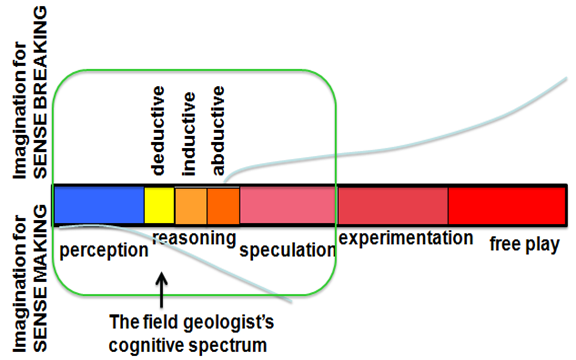 Imagination for
SENSE BREAKING
deductive
inductive
abductive
Imagination for
SENSE MAKING
perception
reasoning
speculation
experimentation
free play
The field geologist's
cognitive spectrum